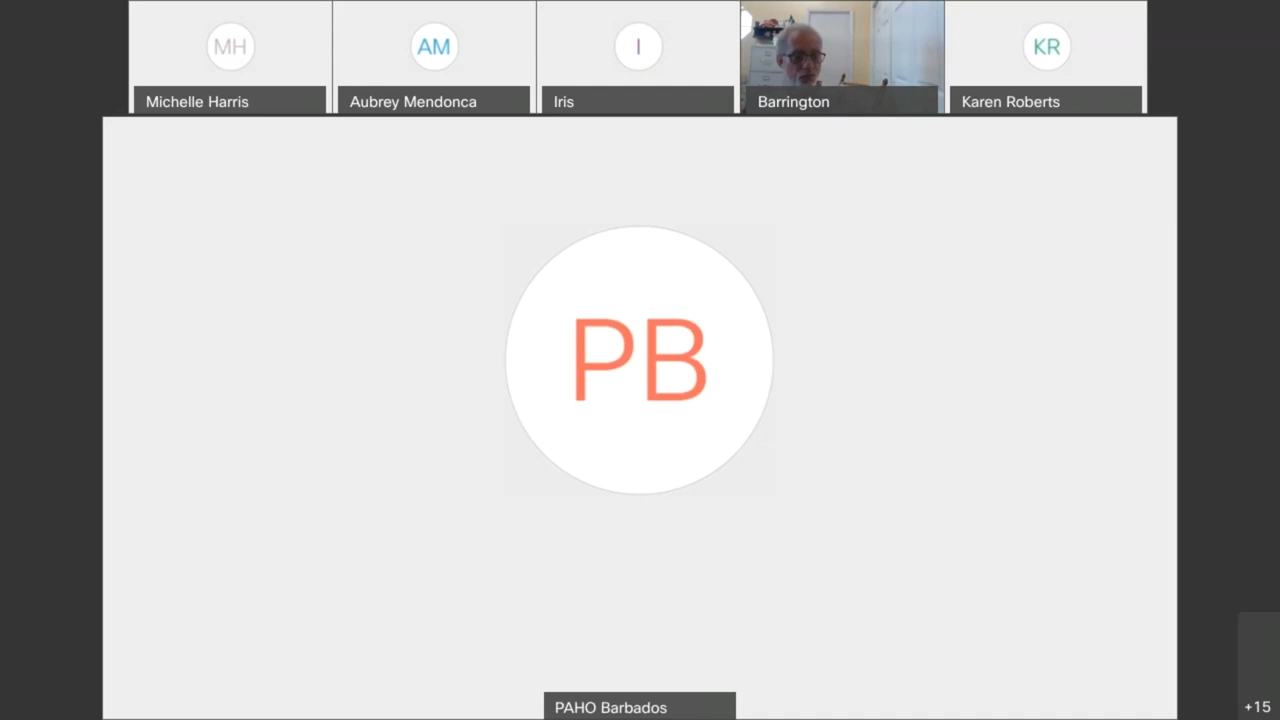 MH
AM
I
KR
Michelle Harris
Aubrey Mendonca
Iris
Barrington
Karen Roberts
PB
PAHO Barbados
+15